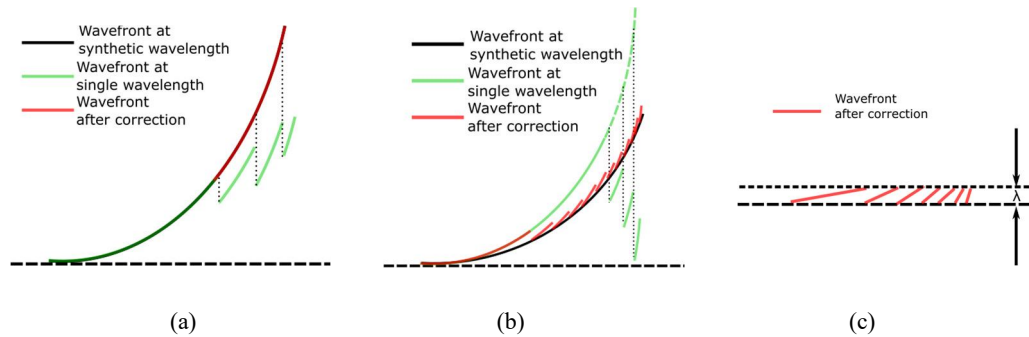 Wavefront at
synthetic wavelength
Wavefront at
single wavelength
Wavefront
after correction
(a)
Wavefront at
synthetic wavelength
Wavefront at
single wavelength
Wavefront
after correction
(b)
Wavefront
after correction
λ
(c)